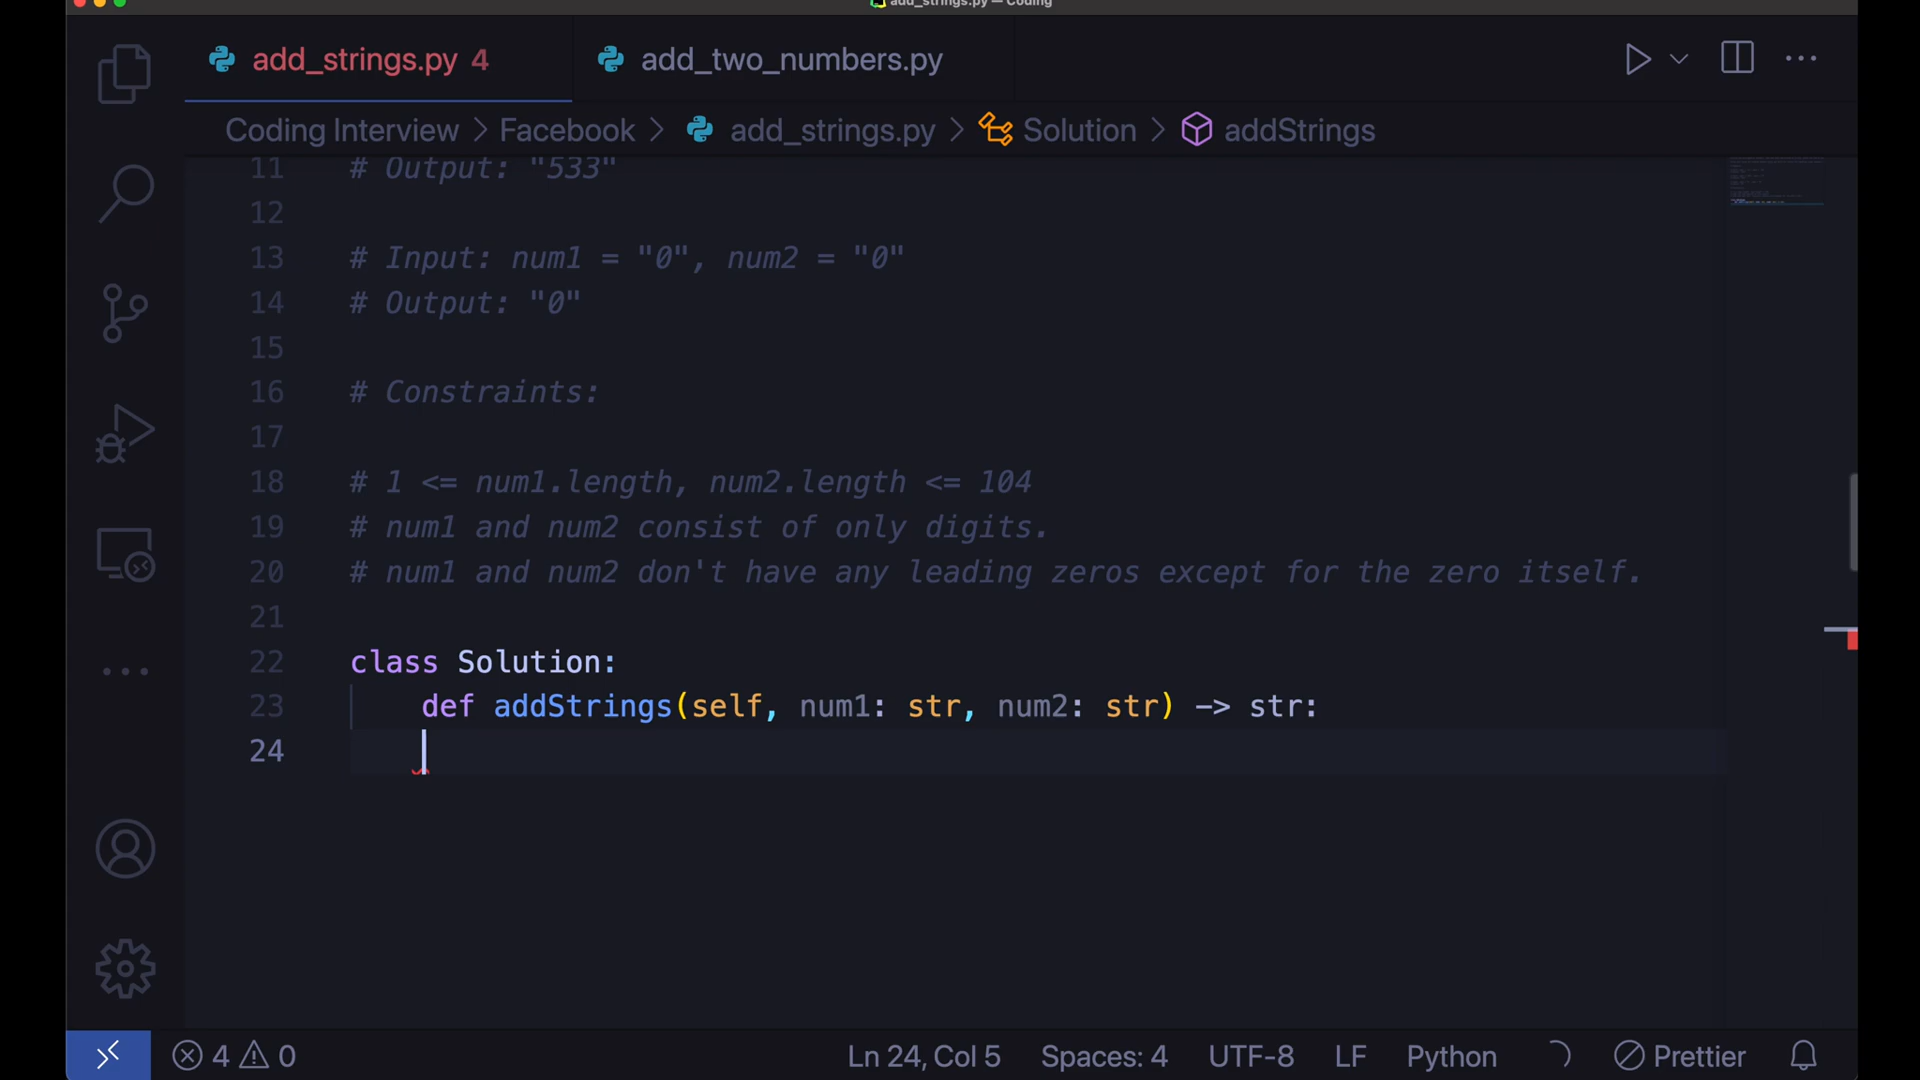 add_strings.py — Coding
add_strings.py 4
add_two_numbers.py
Coding Interview > Facebook > add_strings.py > Solution > addStrings
11 # Output: "533"
12
13 # Input: num1 = "0", num2 = "0"
14 # Output: "0"
15
16 # Constraints:
17
18 # 1 <= num1.length, num2.length <= 104
19 # num1 and num2 consist of only digits.
20 # num1 and num2 don't have any leading zeros except for the zero itself.
21
22 class Solution:
23 def addStrings(self, num1: str, num2: str) -> str:
24
4 0 Ln 24, Col 5 Spaces: 4 UTF-8 LF Python Prettier